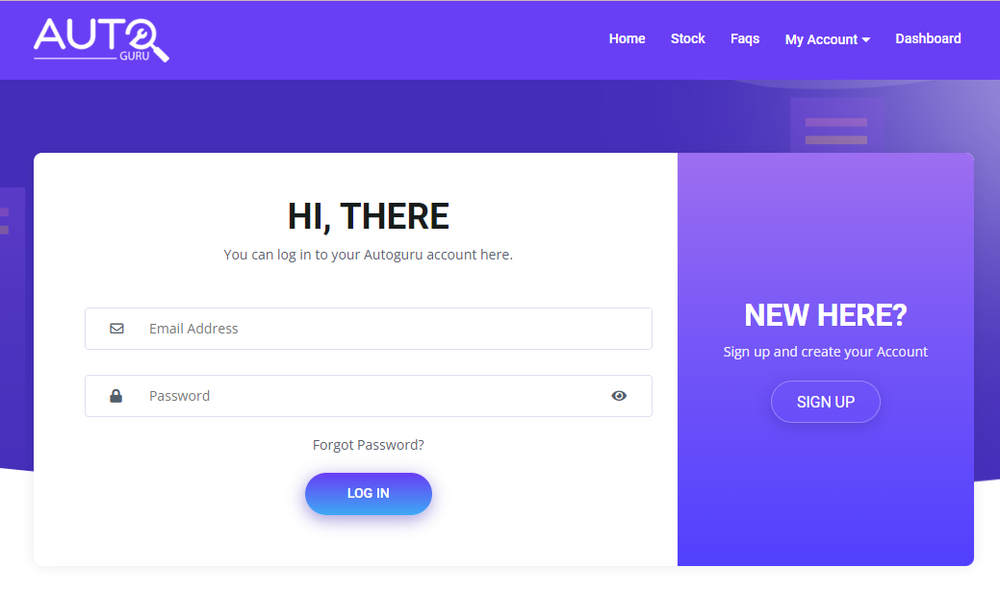 AUTO
GURU
Home Stock Faqs My Account Dashboard
HI, THERE
You can log in to your Autoguru account here.
Email Address
Password
Forgot Password?
LOG IN
NEW HERE?
Sign up and create your Account
SIGN UP